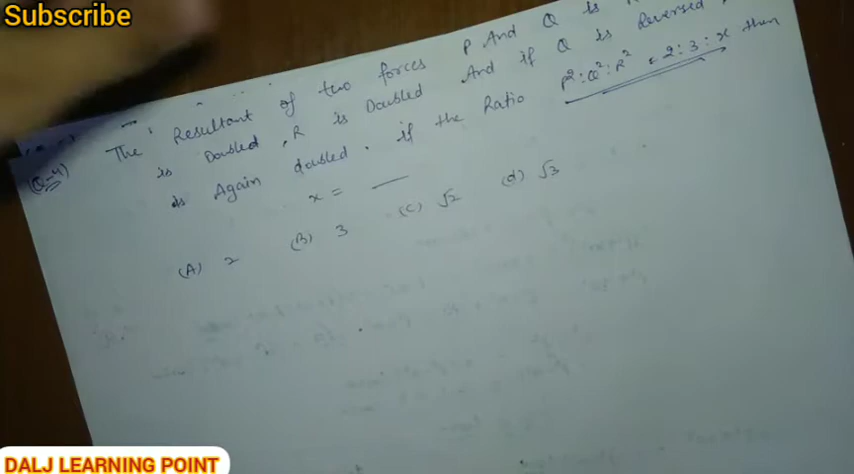 Subscribe
The Resultant of two forces P And Q is
is Doubled, R is Doubled And if Q is Reversed,
is Again doubled. if the Ratio P²:Q²:R² = 2:3:x then
(Q-4)
x = __
(A) 2 (B) 3 (C) √2 (d) √3
DALJ LEARNING POINT